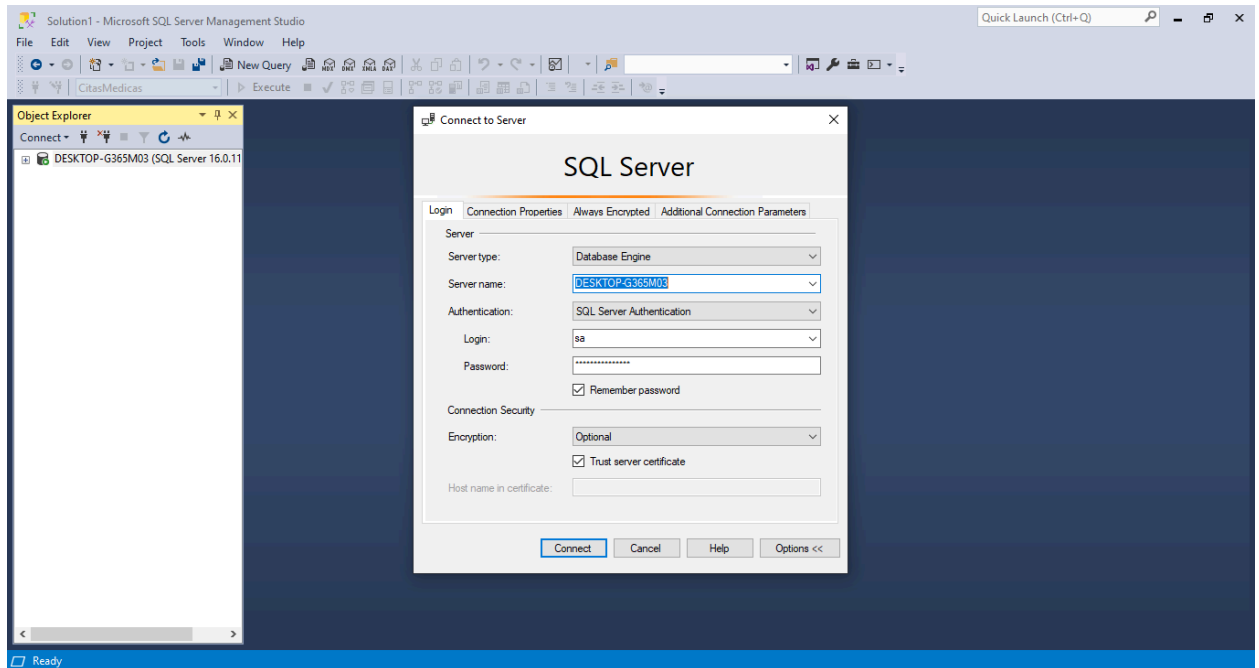 Solution1 - Microsoft SQL Server Management Studio
Quick Launch (Ctrl+Q)
File Edit View Project Tools Window Help
New Query MDX DMX XMLA DAX
CitasMedicas Execute
Object Explorer
Connect
DESKTOP-G365M03 (SQL Server 16.0.11
Connect to Server
SQL Server
Login Connection Properties Always Encrypted Additional Connection Parameters
Server
Server type: Database Engine
Server name: DESKTOP-G365M03
Authentication: SQL Server Authentication
Login: sa
Password: ***************
Remember password
Connection Security
Encryption: Optional
Trust server certificate
Host name in certificate:
Connect Cancel Help Options <<
Ready